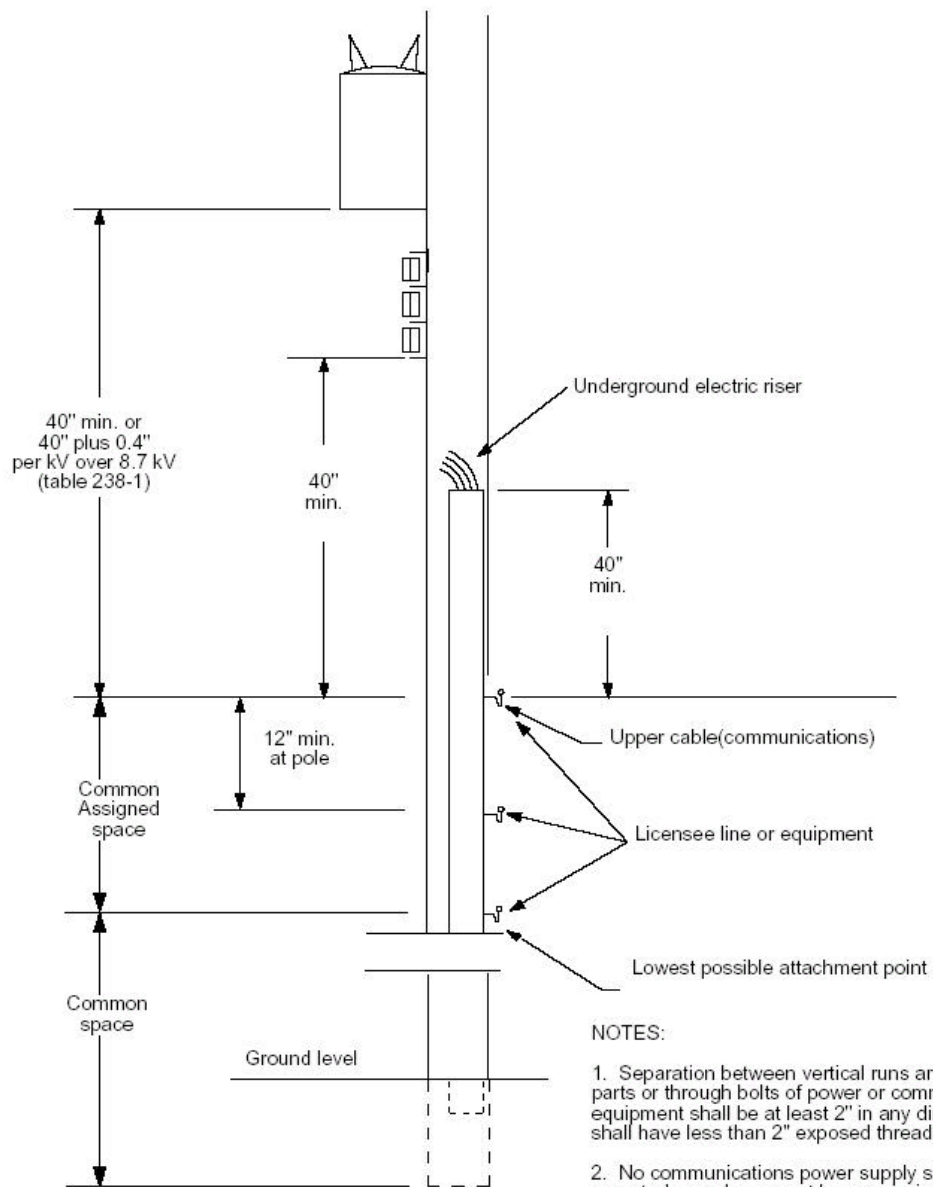 Underground electric riser
40" min. or
40" plus 0.4"
per kV over 8.7 kV
(table 238-1)
40"
min.
40"
min.
12" min.
at pole
Upper cable(communications)
Common
Assigned
space
Licensee line or equipment
Lowest possible attachment point
Common
space
Ground level
NOTES:
1. Separation between vertical runs
parts or through bolts of power or
equipment shall be at least 2" in any
shall have less than 2" exposed thread
2. No communications power supply